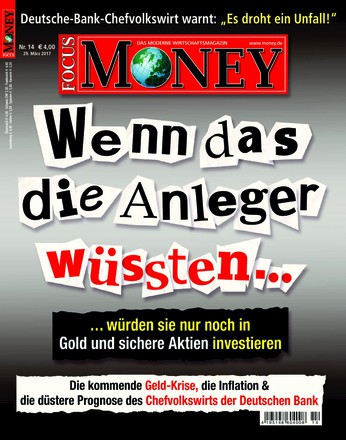 Deutsche-Bank-Chefvolkswirt warnt: „Es droht ein Unfall!“
Nr. 14 € 4,00
29. März 2017
DAS MODERNE WIRTSCHAFTSMAGAZIN
www.money.de
FOCUS
MONEY
Wenn das
die Anleger
wüssten...
... würden sie nur noch in
Gold und sichere Aktien investieren
Die kommende Geld-Krise, die Inflation &
die düstere Prognose des Chefvolkswirts der Deutschen Bank